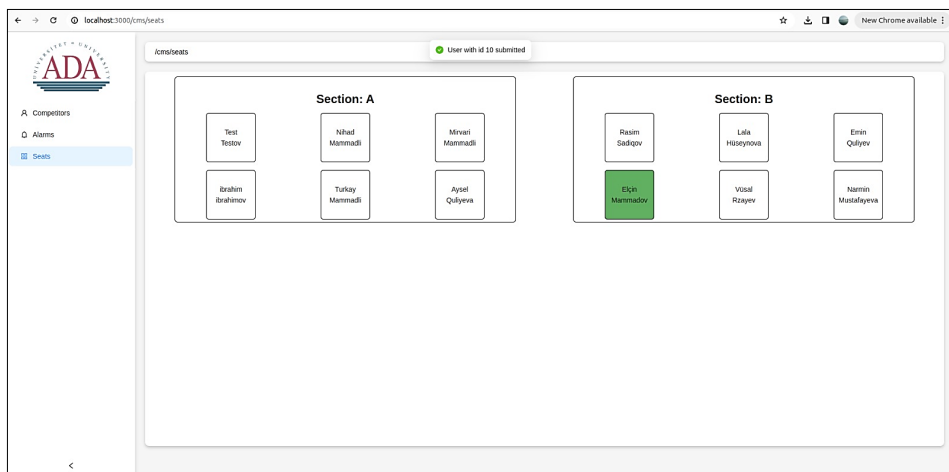 localhost:3000/cms/seats
New Chrome available
UNIVERSITET * UNIVERSITY
ADA
/cms/seats
User with id 10 submitted
Competitors
Alarms
Seats
Section: A
Test
Testov
Nihad
Mammadli
Mirvari
Mammadli
ibrahim
ibrahimov
Turkay
Mammadli
Aysel
Quliyeva
Section: B
Rasim
Sadiqov
Lala
Hüseynova
Emin
Quliyev
Elçin
Mammadov
Vüsal
Rzayev
Narmin
Mustafayeva